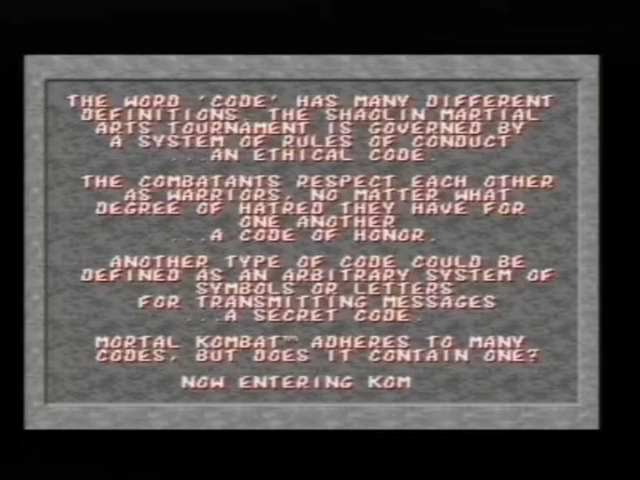 THE WORD 'CODE' HAS MANY DIFFERENT
DEFINITIONS. THE SHAOLIN MARTIAL
ARTS TOURNAMENT IS GOVERNED BY
A SYSTEM OF RULES OF CONDUCT
...AN ETHICAL CODE.
THE COMBATANTS RESPECT EACH OTHER
AS WARRIORS, NO MATTER WHAT
DEGREE OF HATRED THEY HAVE FOR
ONE ANOTHER
...A CODE OF HONOR.
ANOTHER TYPE OF CODE COULD BE
DEFINED AS AN ARBITRARY SYSTEM OF
SYMBOLS OR LETTERS
FOR TRANSMITTING MESSAGES
...A SECRET CODE.
MORTAL KOMBAT™ ADHERES TO MANY
CODES, BUT DOES IT CONTAIN ONE?
NOW ENTERING KOM